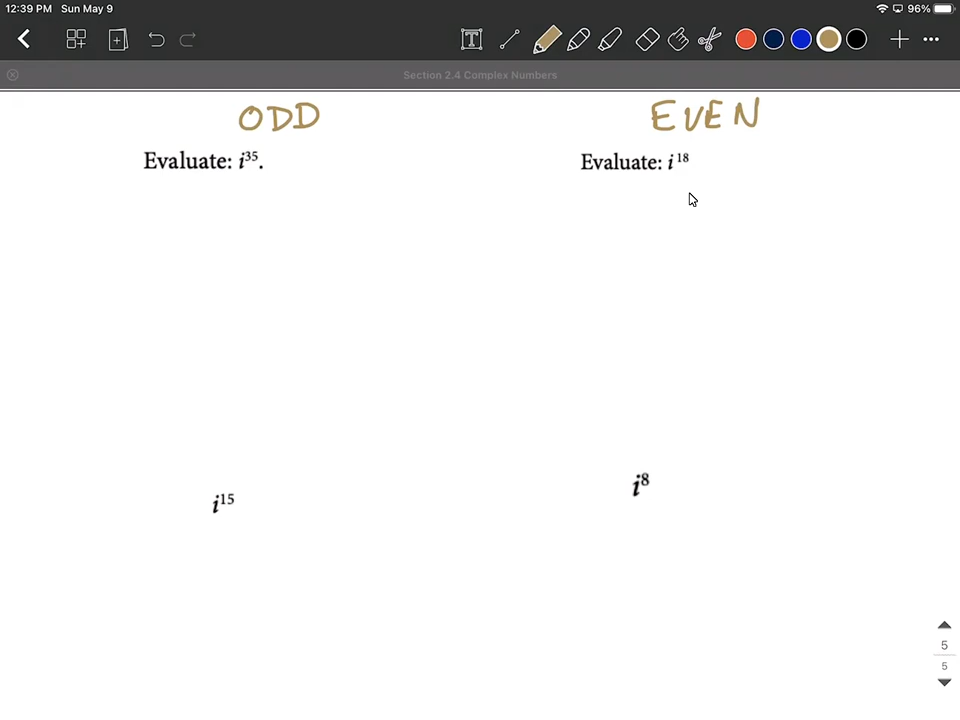 12:39 PM Sun May 9 96%
Section 2.4 Complex Numbers
ODD EVEN
Evaluate: i³⁵. Evaluate: i¹⁸
i¹⁵ i⁸
5
5